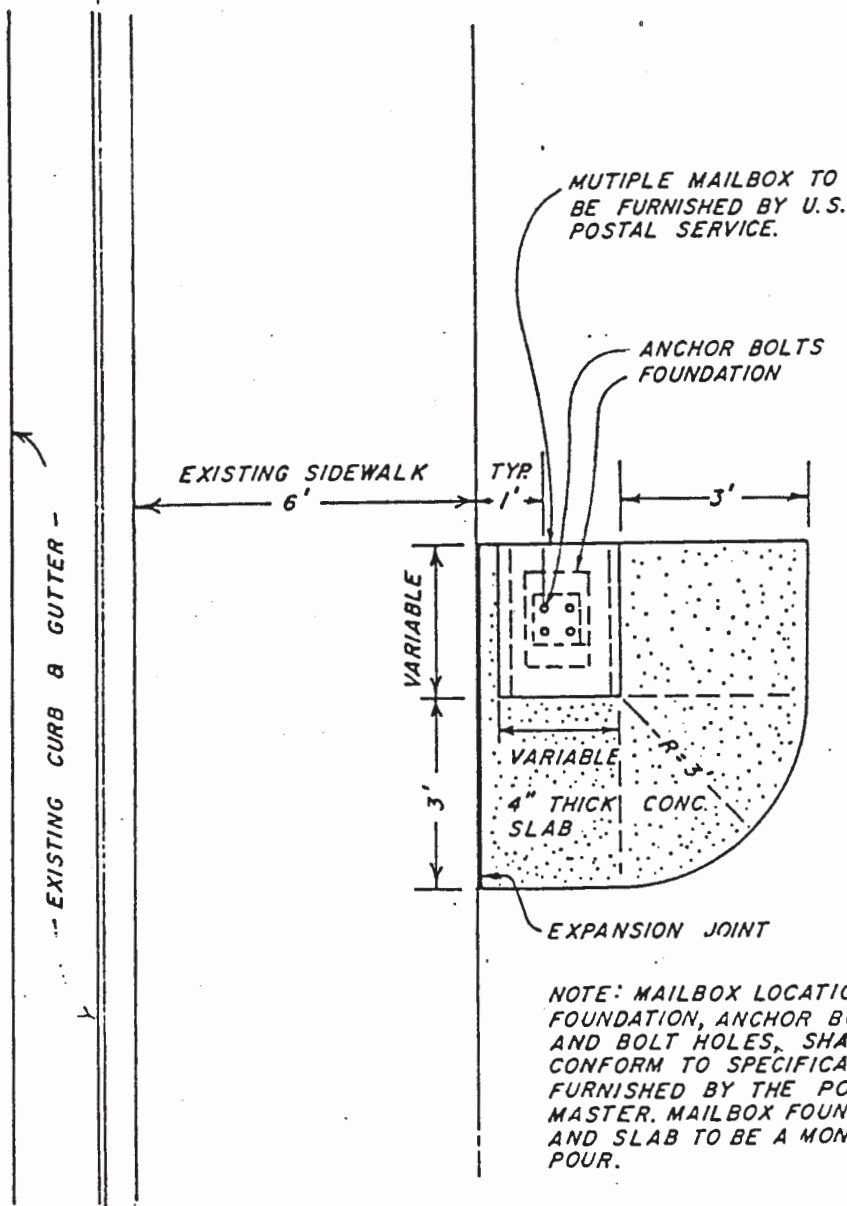 MUTIPLE MAILBOX TO
BE FURNISHED BY U.S.
POSTAL SERVICE.
ANCHOR BOLTS
FOUNDATION
EXISTING SIDEWALK
6'
TYP.
1'
3'
VARIABLE
3'
VARIABLE
R=3'
4" THICK CONC.
SLAB
EXPANSION JOINT
- EXISTING CURB & GUTTER -
NOTE: MAILBOX LOCATIO
FOUNDATION, ANCHOR BO
AND BOLT HOLES, SHA
CONFORM TO SPECIFICA
FURNISHED BY THE PO
MASTER. MAILBOX FOUN
AND SLAB TO BE A MON
POUR.